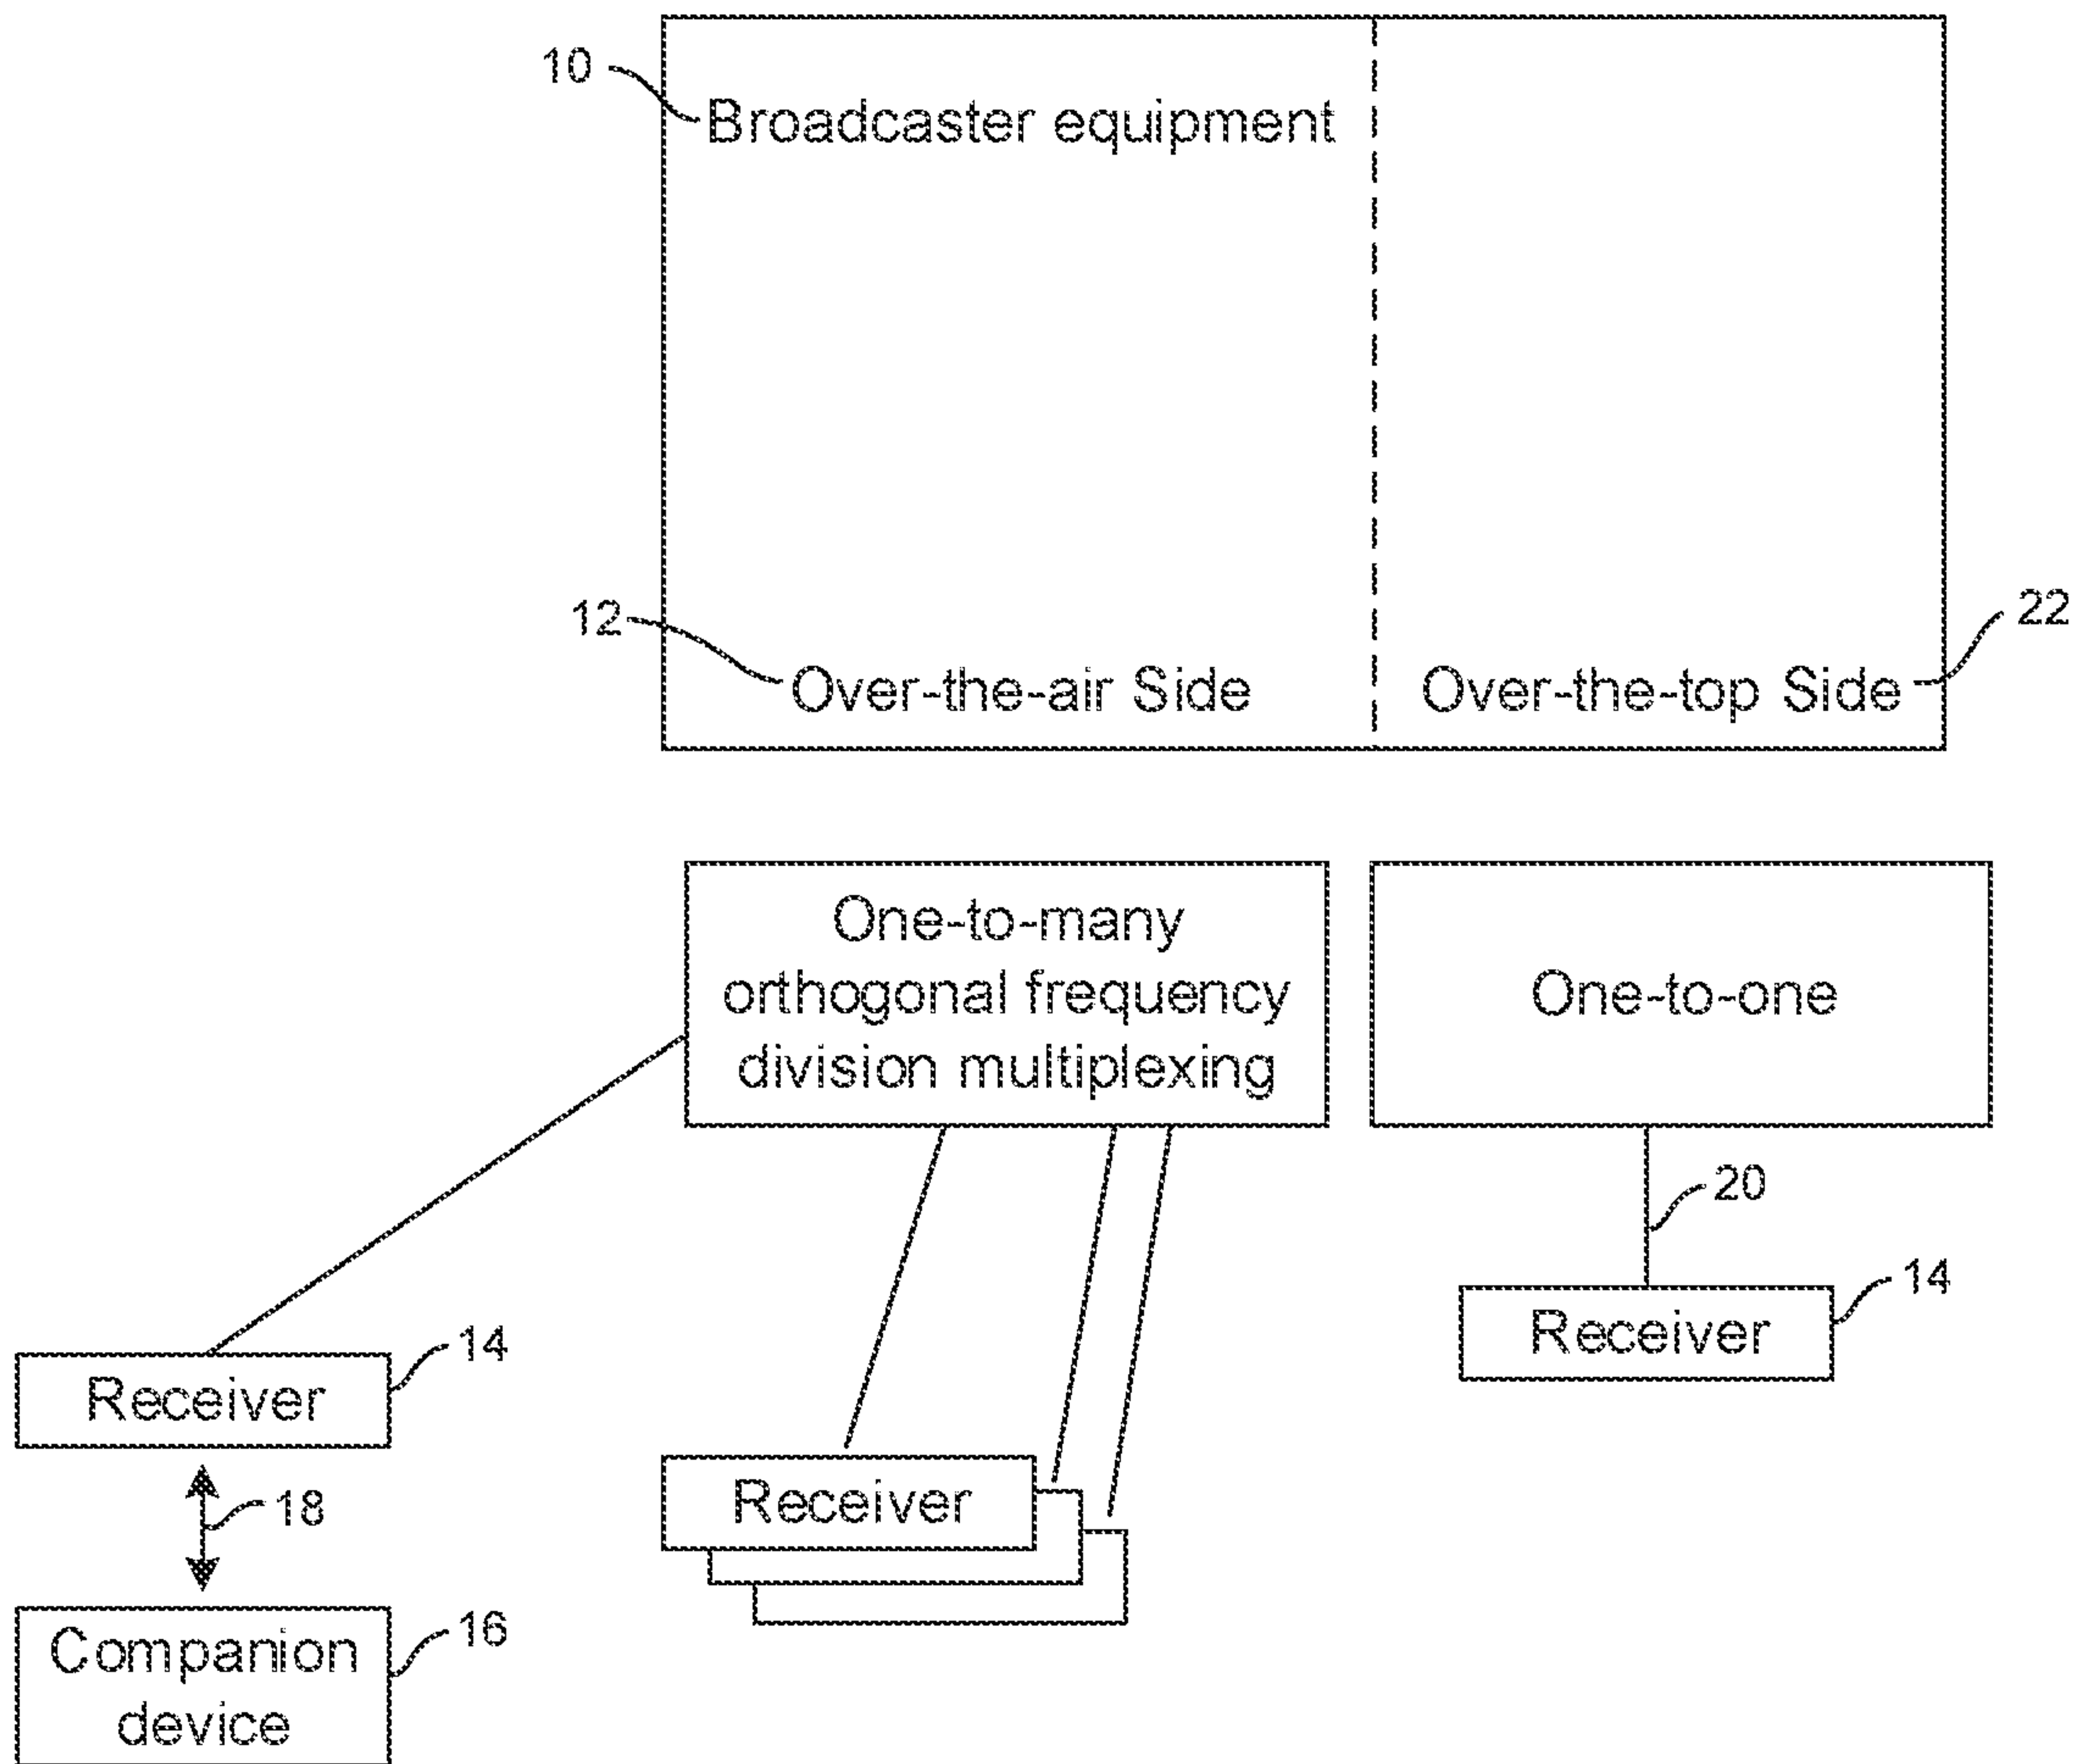 10
Broadcaster equipment
12
22
Over-the-air Side
Over-the-top Side
One-to-many
orthogonal frequency
division multiplexing
One-to-one
20
14
Receiver
14
Receiver
18
Receiver
16
Companion
device